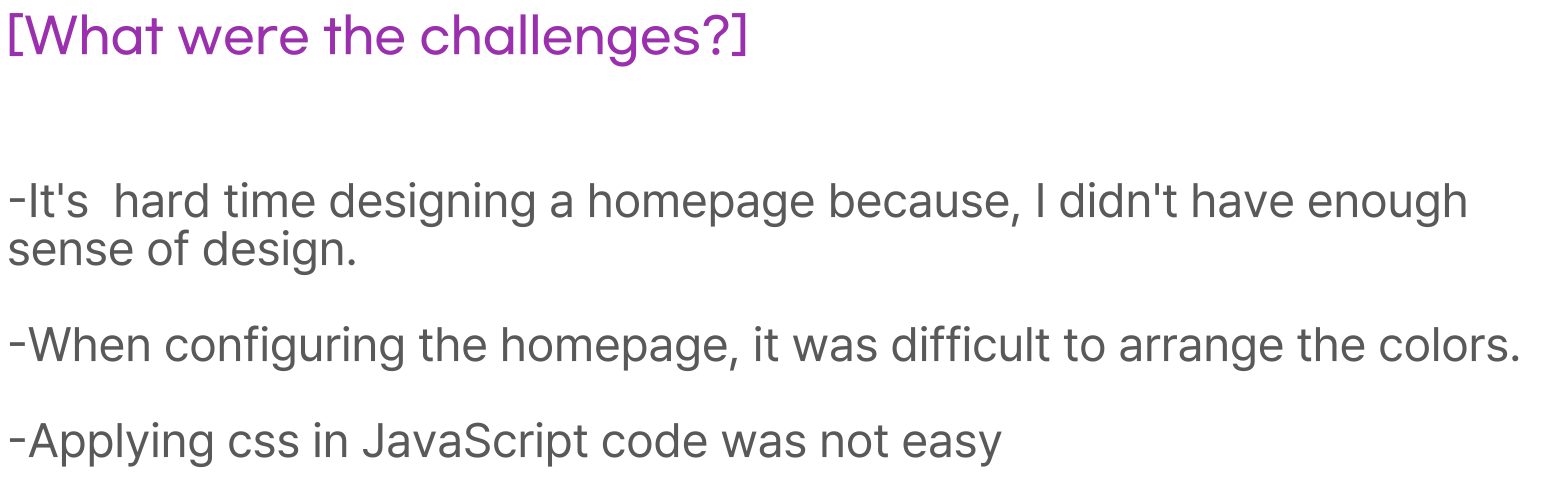 [What were the challenges?]
-It's  hard time designing a homepage because, I didn't have enough
sense of design.
-When configuring the homepage, it was difficult to arrange the colors.
-Applying css in JavaScript code was not easy